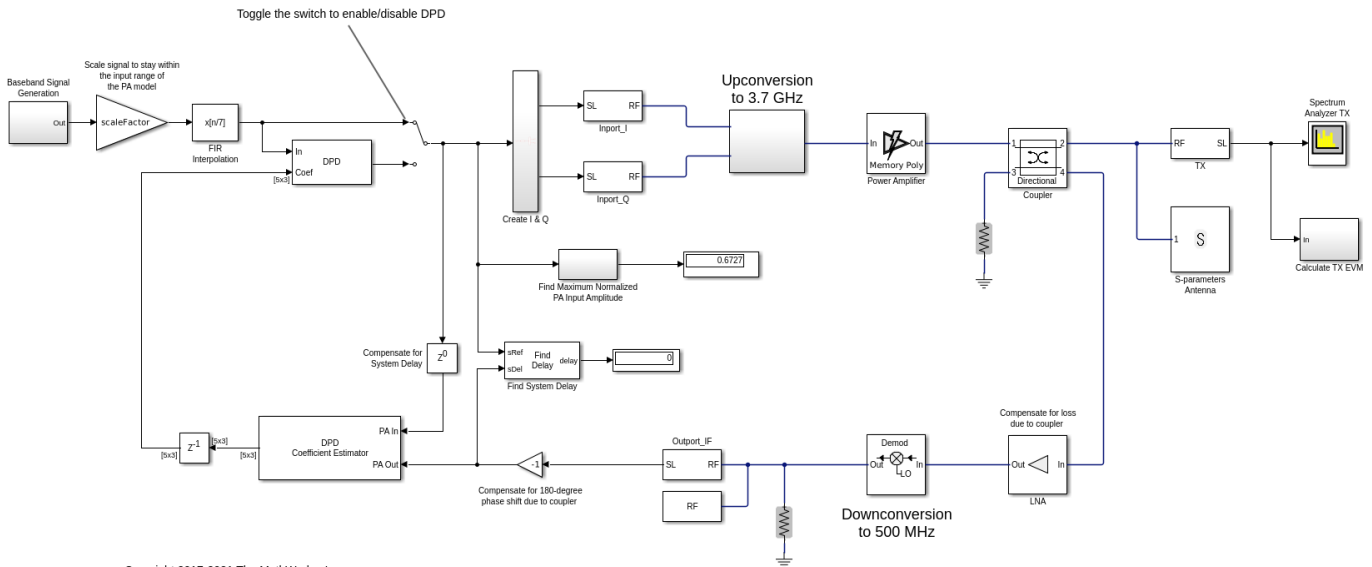 Toggle the switch to enable/disable DPD
Baseband Signal
Generation
Out
Scale signal to stay within
the input range of
the PA model
scaleFactor
x[n/7]
FIR
Interpolation
In
Coef
DPD
[5x3]
Create I & Q
SL
RF
Inport_I
SL
RF
Inport_Q
Upconversion
to 3.7 GHz
In
Out
Memory Poly
Power Amplifier
1
2
3
4
Directional
Coupler
RF
SL
TX
Spectrum
Analyzer TX
1
S
S-parameters
Antenna
In
Calculate TX EVM
Find Maximum Normalized
PA Input Amplitude
0.6727
Compensate for
System Delay
Z0
sRef
sDel
Find
Delay
delay
Find System Delay
0
DPD
Coefficient Estimator
PA In
PA Out
[5x3]
[5x3]
Z-1
[5x3]
-1
Compensate for 180-degree
phase shift due to coupler
Outport_IF
SL
RF
RF
Demod
Out
In
LO
Downconversion
to 500 MHz
Compensate for loss
due to coupler
Out
In
LNA